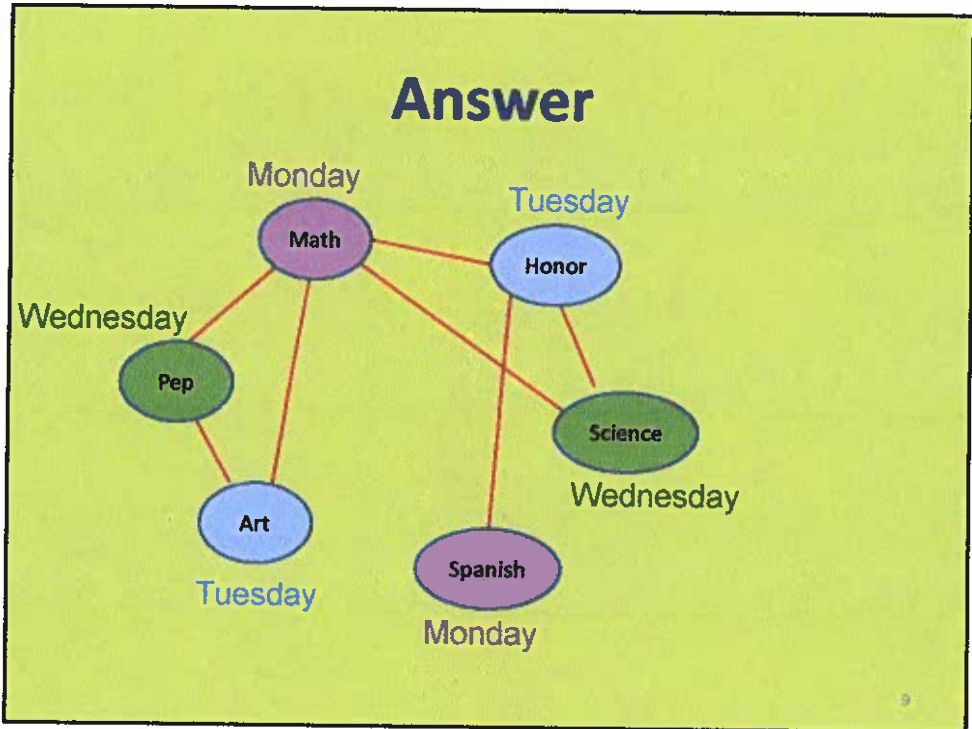 Answer
Monday
Tuesday
Math
Honor
Wednesday
Pep
Science
Wednesday
Art
Spanish
Tuesday
Monday
9